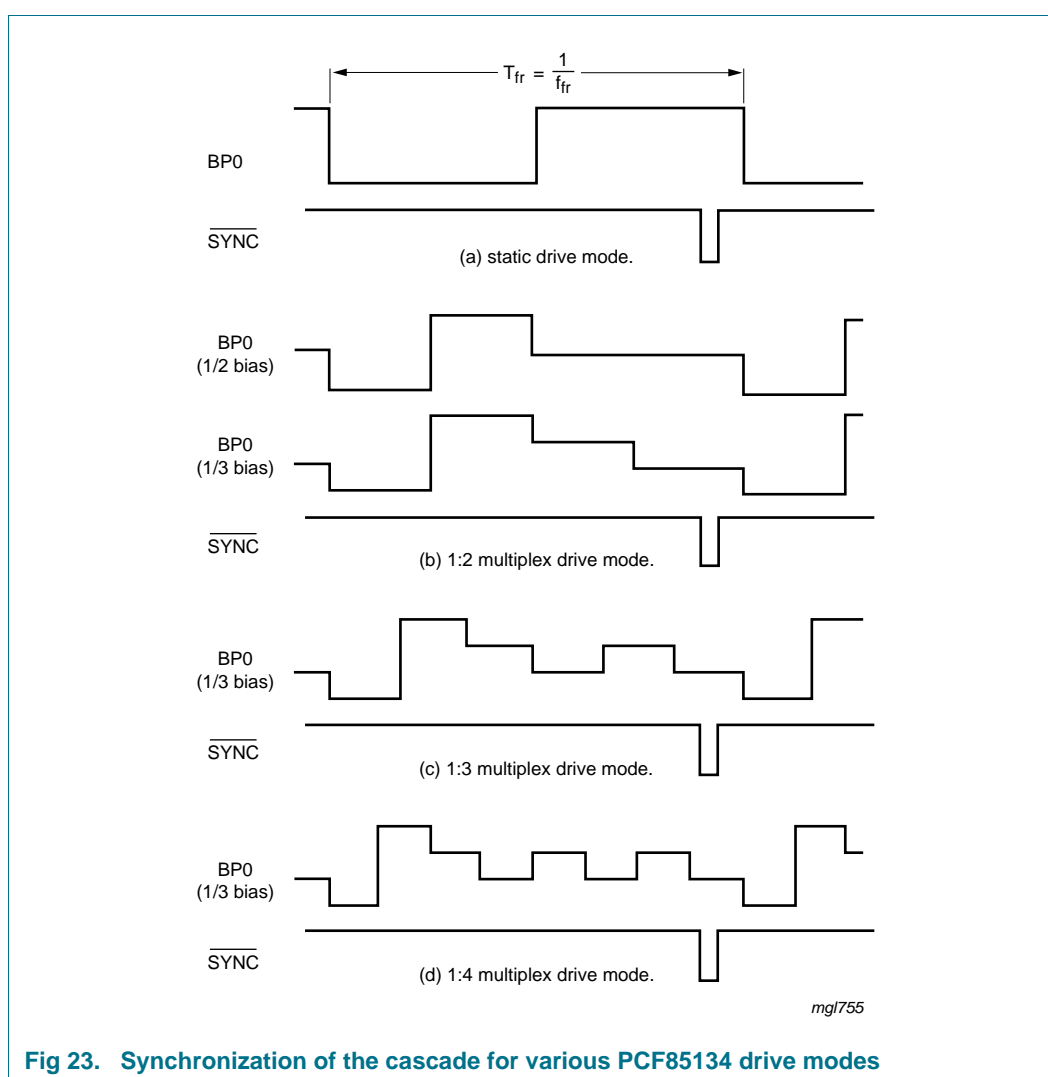 T_fr = 1/f_fr
BP0
SYNC
(a) static drive mode.
BP0
(1/2 bias)
BP0
(1/3 bias)
SYNC
(b) 1:2 multiplex drive mode.
BP0
(1/3 bias)
SYNC
(c) 1:3 multiplex drive mode.
BP0
(1/3 bias)
SYNC
(d) 1:4 multiplex drive mode.
mgl755
Fig 23. Synchronization of the cascade for various PCF85134 drive modes